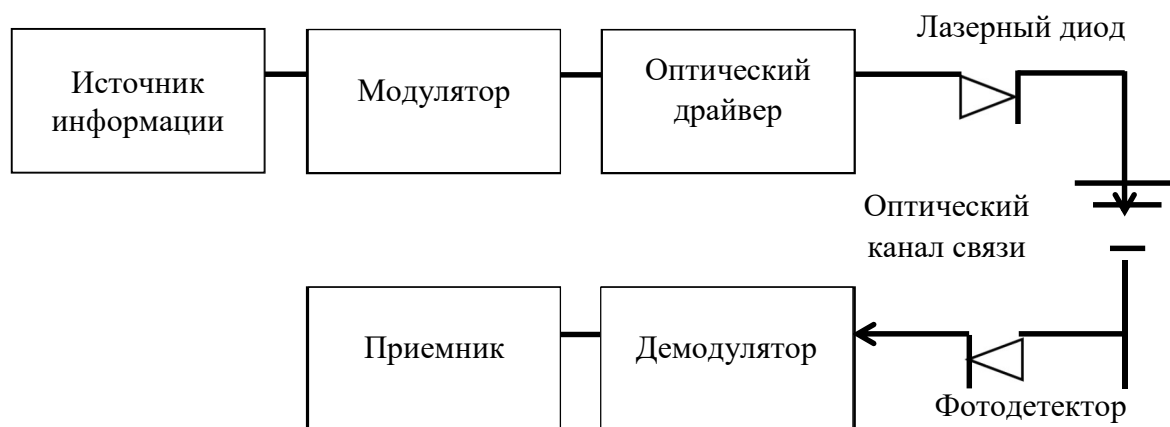 Лазерный диод
Источник
информации
Модулятор
Оптический
драйвер
Оптический
канал связи
Приемник
Демодулятор
Фотодетектор